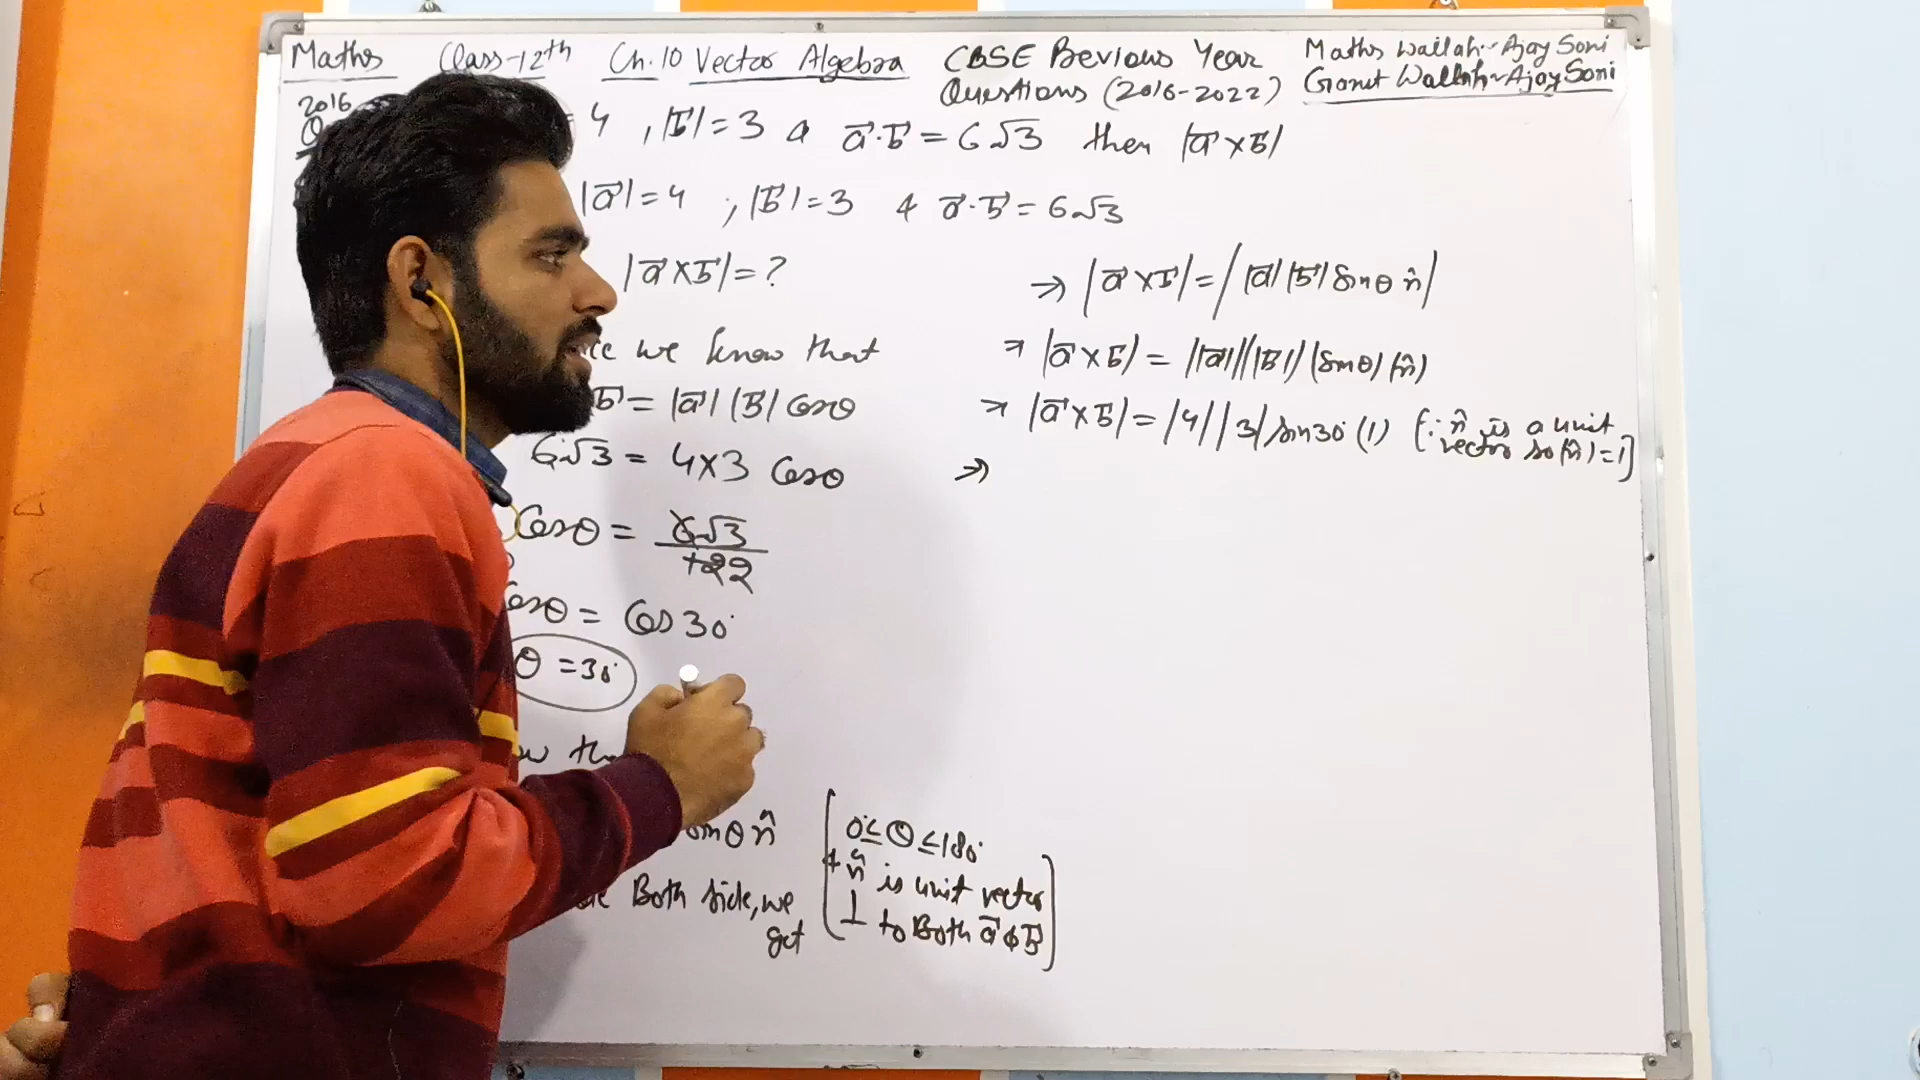 Maths Class-12th Ch.10 Vector Algebra CBSE Previous Year Questions (2016-2022)
Maths Wallah ~ Ajay Soni
Ganit Wallah ~ Ajay Soni
2016
4 , |b⃗| = 3 & a⃗·b⃗ = 6√3 then |a⃗×b⃗|
|a⃗| = 4 , |b⃗| = 3 & a⃗·b⃗ = 6√3
|a⃗×b⃗| = ?
we know that
b⃗ = |a⃗| |b⃗| Cosθ
6√3 = 4×3 Cosθ
Cosθ = 6√3 / 12 2
Cosθ = Cos30°
θ = 30°
sinθ n̂
[0° ≤ θ ≤ 180°
& n̂ is unit vector
⊥ to Both a⃗ & b⃗]
Both side, we
get
⇒ |a⃗×b⃗| = | |a⃗| |b⃗| sinθ n̂ |
⇒ |a⃗×b⃗| = ||a⃗|| ||b⃗|| |sinθ| |n̂|
⇒ |a⃗×b⃗| = |4| |3| sin30° (1) [∵ n̂ is a unit
vector so |n̂| = 1]
⇒